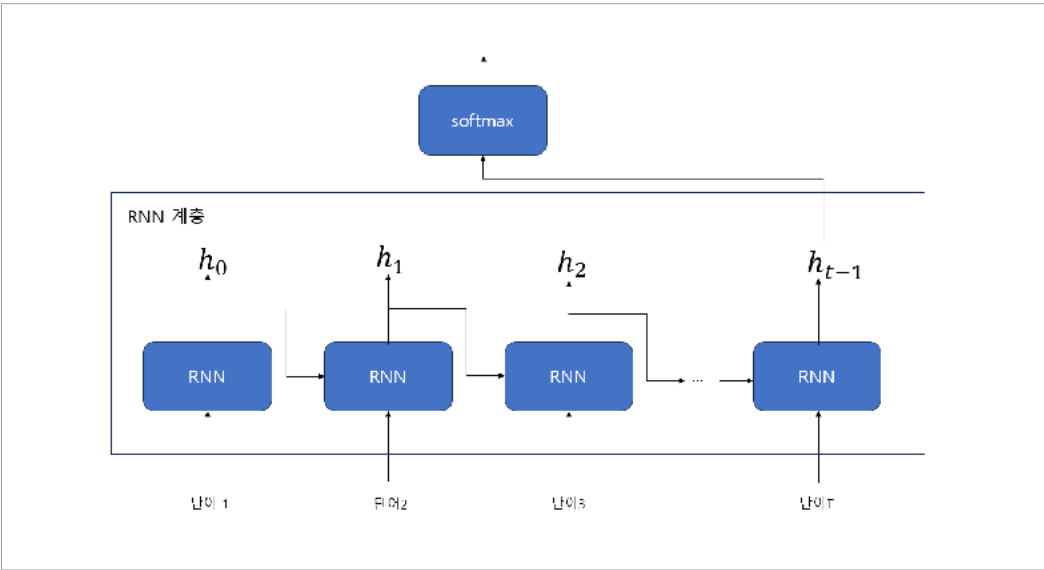 softmax
RNN 계층
h₀
h₁
h₂
hₜ₋₁
RNN
RNN
RNN
...
RNN
단어 1
단어2
단어3
단어T